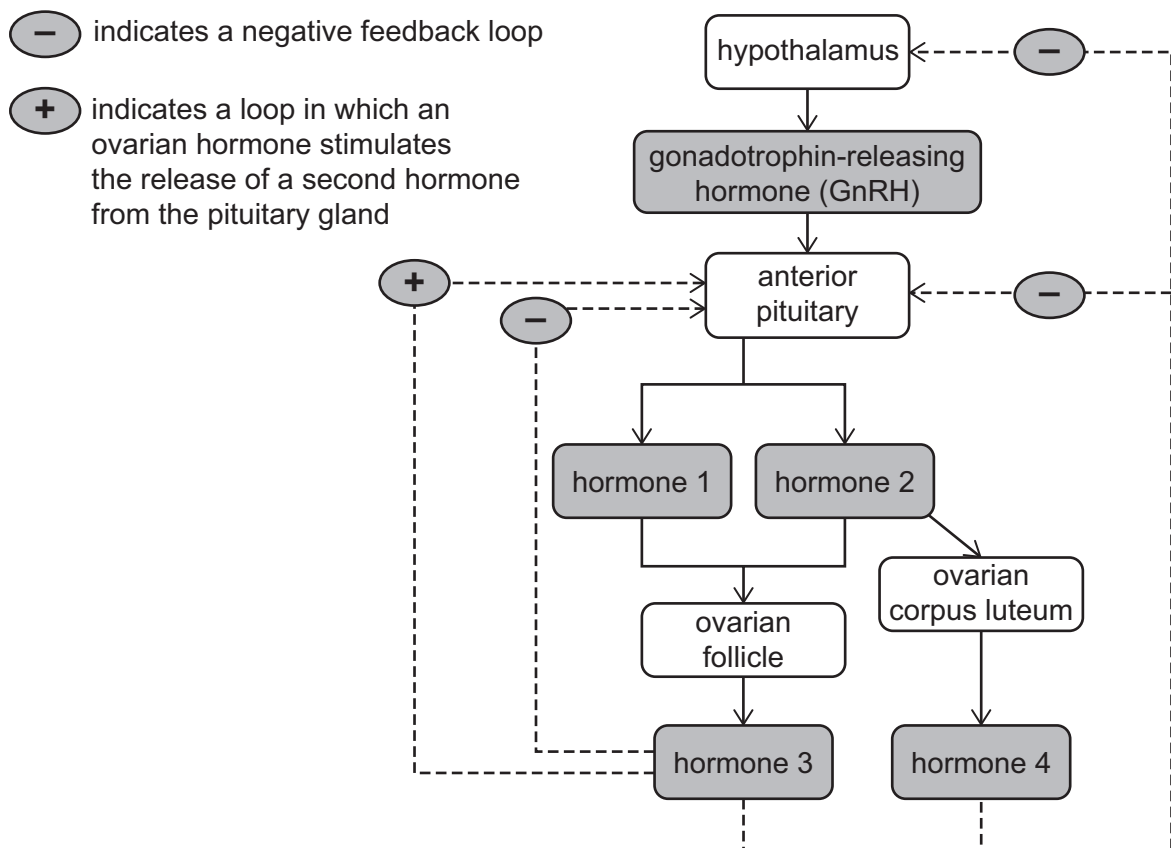 − indicates a negative feedback loop
+ indicates a loop in which an
ovarian hormone stimulates
the release of a second hormone
from the pituitary gland
hypothalamus
−
gonadotrophin-releasing
hormone (GnRH)
+
anterior
pituitary
−
−
hormone 1
hormone 2
ovarian
corpus luteum
ovarian
follicle
hormone 3
hormone 4